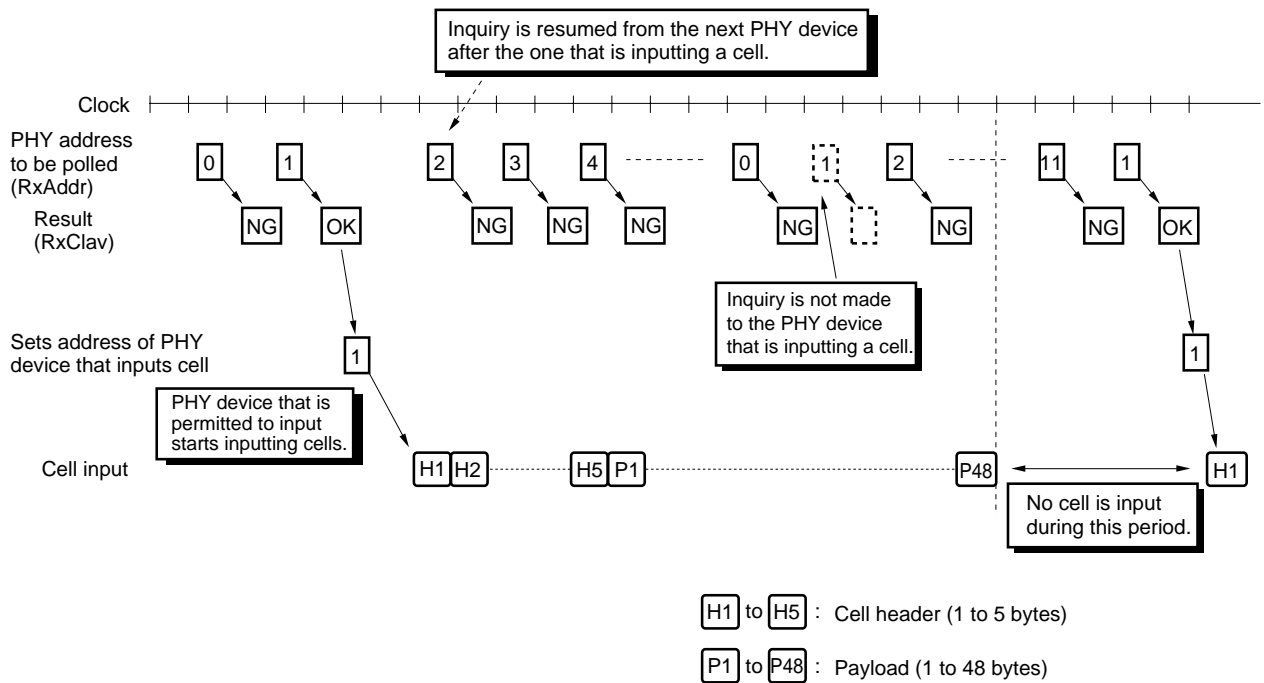 Inquiry is resumed from the next PHY device
after the one that is inputting a cell.
Clock
PHY address
to be polled
(RxAddr)
0 1 2 3 4 0 1 2 11 1
Result
(RxClav)
NG OK NG NG NG NG NG NG OK
Inquiry is not made
to the PHY device
that is inputting a cell.
Sets address of PHY
device that inputs cell
1 1
PHY device that is
permitted to input
starts inputting cells.
Cell input
H1 H2 H5 P1 P48 H1
No cell is input
during this period.
H1 to H5 : Cell header (1 to 5 bytes)
P1 to P48 : Payload (1 to 48 bytes)